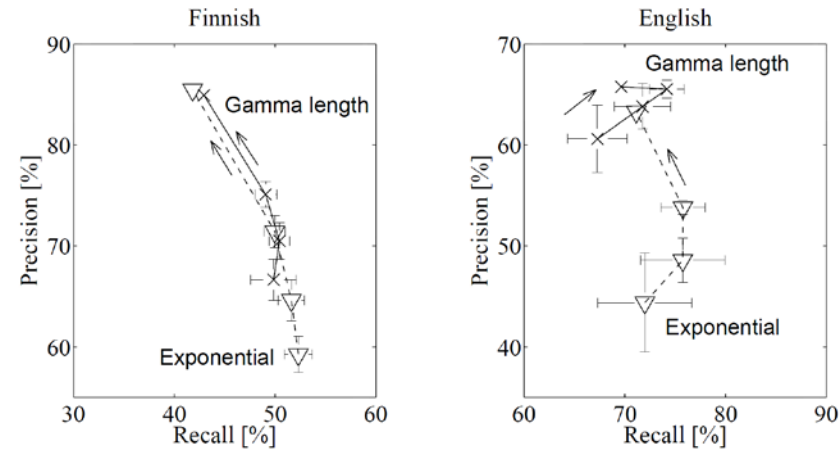 Finnish
90
80
70
60
Precision [%]
Gamma length
Exponential
30
40
50
60
Recall [%]
English
70
60
50
40
Precision [%]
Gamma length
Exponential
60
70
80
90
Recall [%]